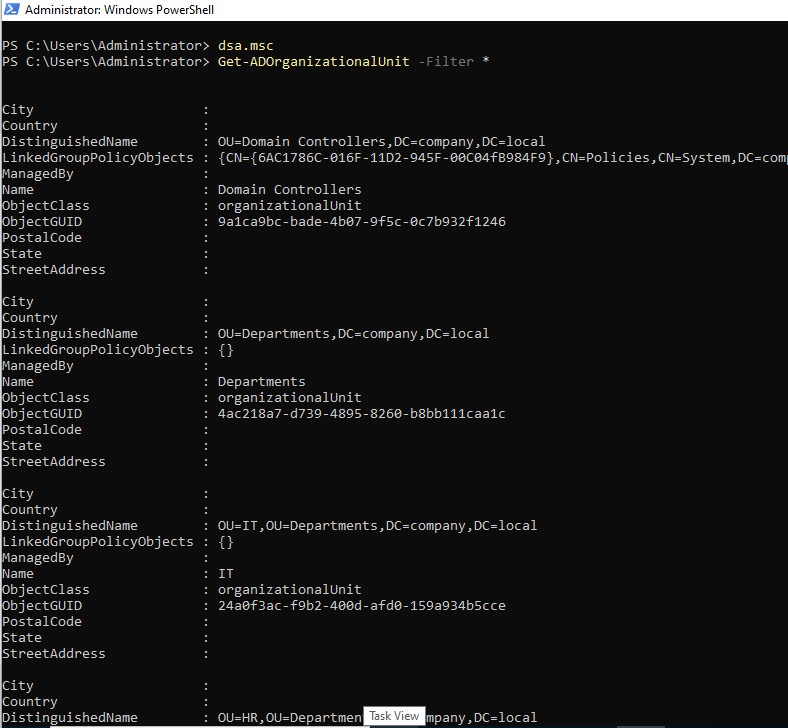 Administrator: Windows PowerShell
PS C:\Users\Administrator> dsa.msc
PS C:\Users\Administrator> Get-ADOrganizationalUnit -Filter *
City :
Country :
DistinguishedName : OU=Domain Controllers,DC=company,DC=local
LinkedGroupPolicyObjects : {CN={6AC1786C-016F-11D2-945F-00C04fB984F9},CN=Policies,CN=System,DC=com
ManagedBy :
Name : Domain Controllers
ObjectClass : organizationalUnit
ObjectGUID : 9a1ca9bc-bade-4b07-9f5c-0c7b932f1246
PostalCode :
State :
StreetAddress :
City :
Country :
DistinguishedName : OU=Departments,DC=company,DC=local
LinkedGroupPolicyObjects : {}
ManagedBy :
Name : Departments
ObjectClass : organizationalUnit
ObjectGUID : 4ac218a7-d739-4895-8260-b8bb111caa1c
PostalCode :
State :
StreetAddress :
City :
Country :
DistinguishedName : OU=IT,OU=Departments,DC=company,DC=local
LinkedGroupPolicyObjects : {}
ManagedBy :
Name : IT
ObjectClass : organizationalUnit
ObjectGUID : 24a0f3ac-f9b2-400d-afd0-159a934b5cce
PostalCode :
State :
StreetAddress :
City :
Country :
DistinguishedName : OU=HR,OU=Departmen mpany,DC=local
Task View